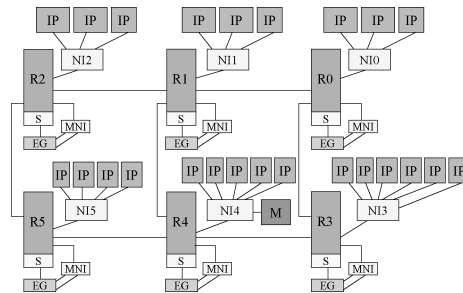 IP IP IP IP IP IP IP IP IP
NI2 NI1 NI0
R2 R1 R0
S MNI S MNI S MNI
EG EG EG
IP IP IP IP IP IP IP IP IP IP IP IP IP IP IP
NI5 NI4 M NI3
R5 R4 R3
S MNI S MNI S MNI
EG EG EG